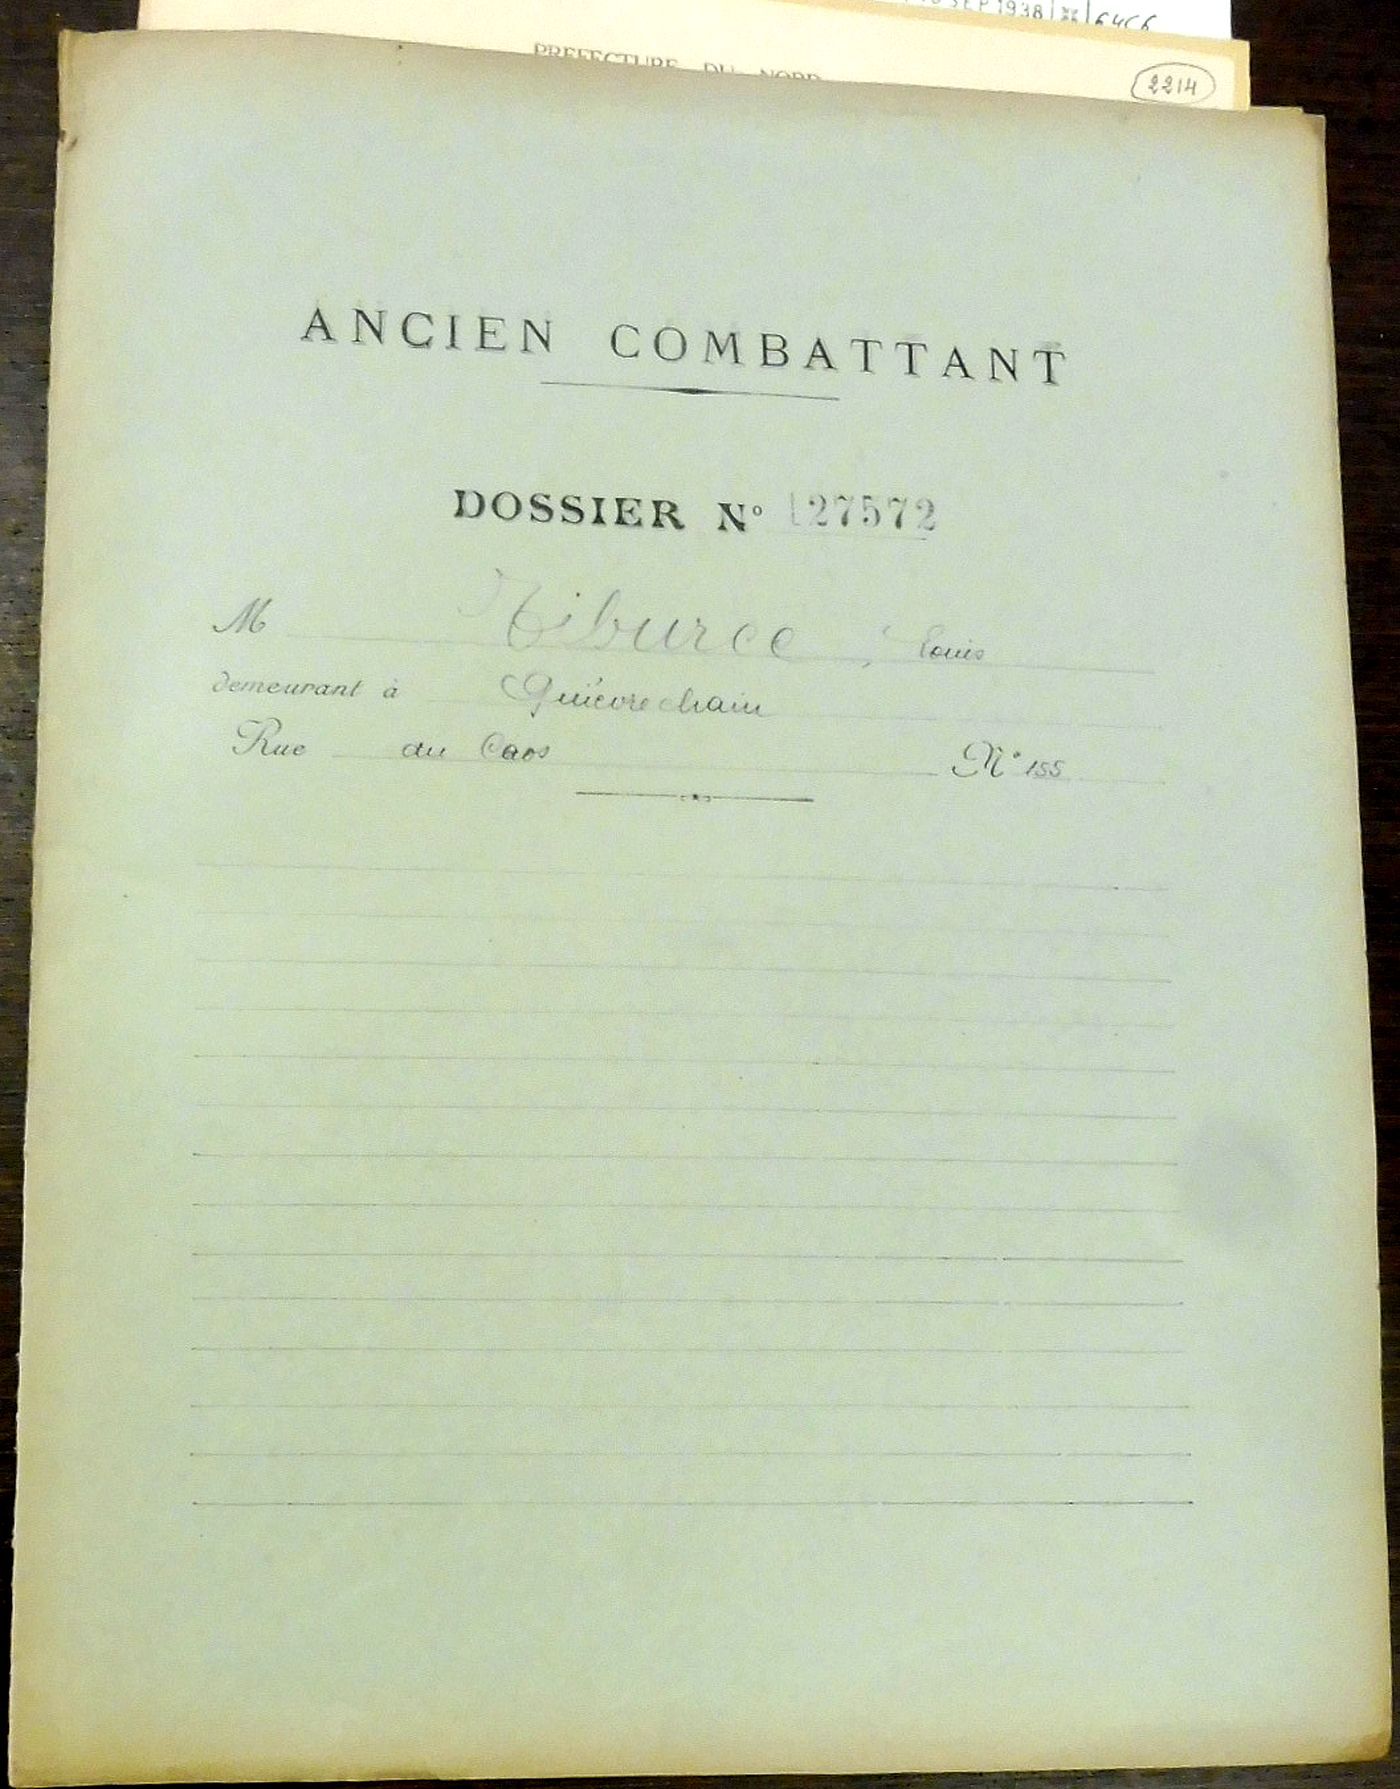 SEP 1938 6466
PREFECTURE DU NORD
2214
ANCIEN COMBATTANT
DOSSIER N° 127572
M Tiburce, Louis
demeurant à Quiévrechain
Rue du Caos N° 155